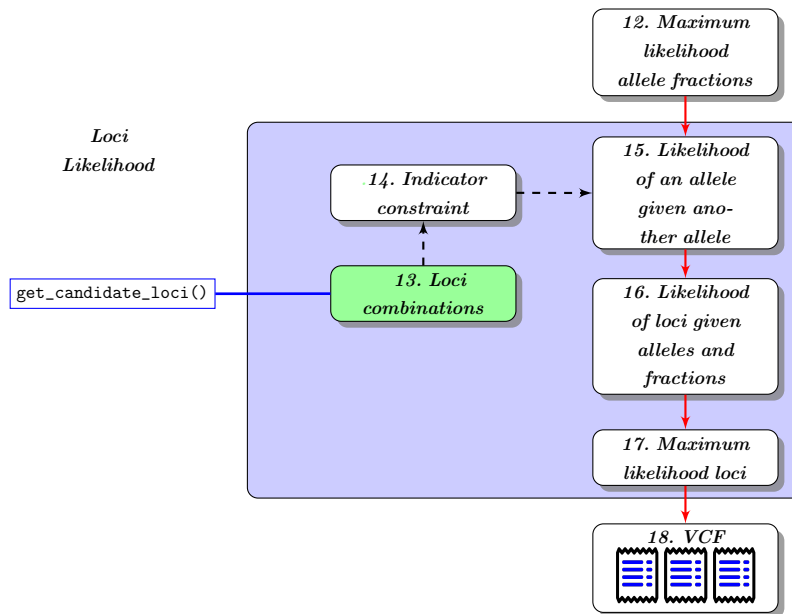 12. Maximum
likelihood
allele fractions
Loci
Likelihood
15. Likelihood
of an allele
given ano-
ther allele
.14. Indicator
constraint
get_candidate_loci()
13. Loci
combinations
16. Likelihood
of loci given
alleles and
fractions
17. Maximum
likelihood loci
18. VCF